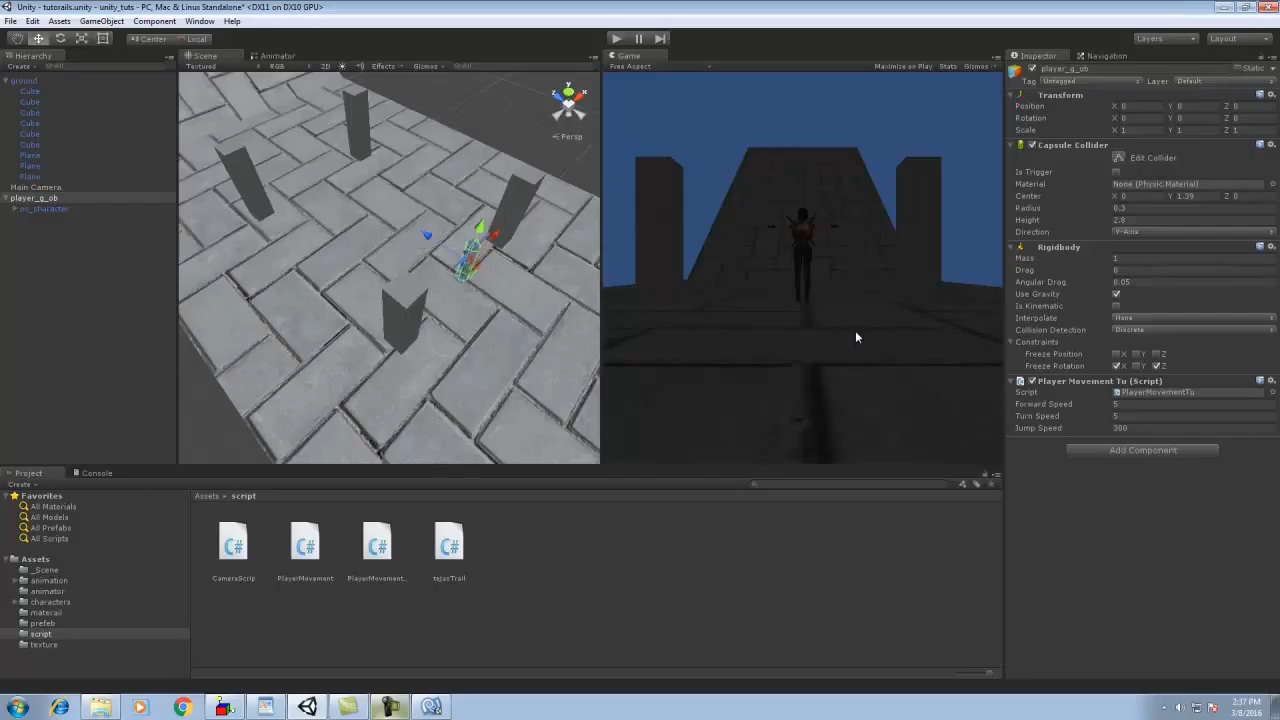 Unity - tutorails.unity - unity_tuts - PC, Mac & Linux Standalone* <DX11 on DX10 GPU>
File Edit Assets GameObject Component Window Help
Center Local Layers Layout
Hierarchy Scene Animator Game Inspector Navigation
Create All Textured RGB 2D Effects Gizmos All Free Aspect Maximize on Play Stats Gizmos
player_g_ob Static
Tag Untagged Layer Default
ground
Cube
Cube
Cube
Cube
Cube
Cube
Plane
Plane
Plane
Main Camera
player_g_ob
pc_character
y
x
z
Persp
Transform
Position X 0 Y 0 Z 0
Rotation X 0 Y 0 Z 0
Scale X 1 Y 1 Z 1
Capsule Collider
Edit Collider
Is Trigger
Material None (Physic Material)
Center X 0 Y 1.39 Z 0
Radius 0.3
Height 2.8
Direction Y-Axis
Rigidbody
Mass 1
Drag 0
Angular Drag 0.05
Use Gravity
Is Kinematic
Interpolate None
Collision Detection Discrete
Constraints
Freeze Position X Y Z
Freeze Rotation X Y Z
Player Movement Tu (Script)
Script PlayerMovementTu
Forward Speed 5
Turn Speed 5
Jump Speed 300
Add Component
Project Console
Create
Favorites
All Materials
All Models
All Prefabs
All Scripts
Assets
_Scene
animation
animator
characters
materail
prefeb
script
texture
Assets script
C# C# C# C#
CameraScrip PlayerMovement PlayerMovement.. tejasTrail
2:37 PM
3/8/2016